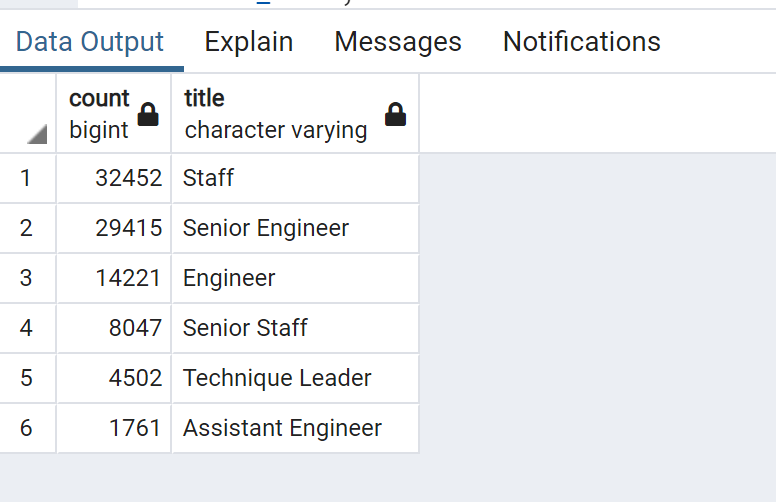 Data Output Explain Messages Notifications
count title
bigint character varying
1 32452 Staff
2 29415 Senior Engineer
3 14221 Engineer
4 8047 Senior Staff
5 4502 Technique Leader
6 1761 Assistant Engineer